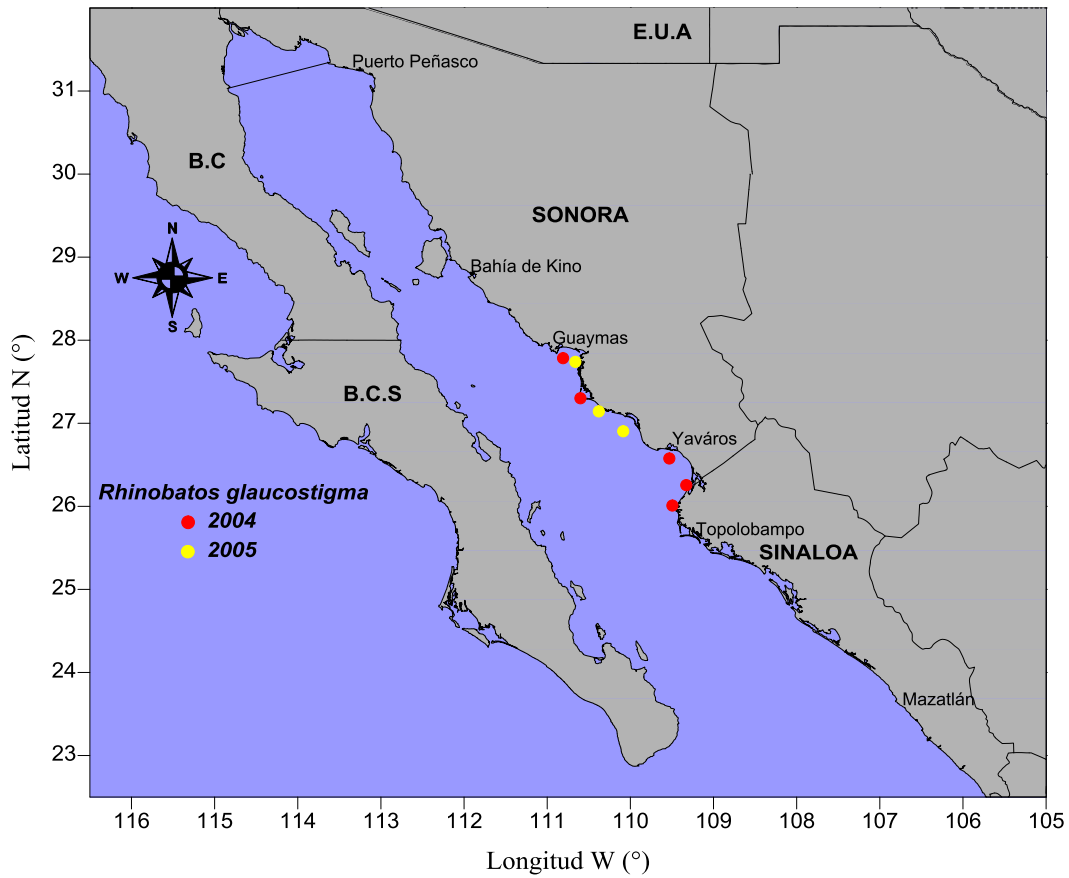 E.U.A
Puerto Peñasco
31
B.C
30
SONORA
29
N
W
E
S
Bahía de Kino
28
Guaymas
B.C.S
27
Yaváros
Rhinobatos glaucostigma
2004
2005
26
Topolobampo
SINALOA
25
24
Mazatlán
23
Latitud N (°)
116 115 114 113 112 111 110 109 108 107 106 105
Longitud W (°)